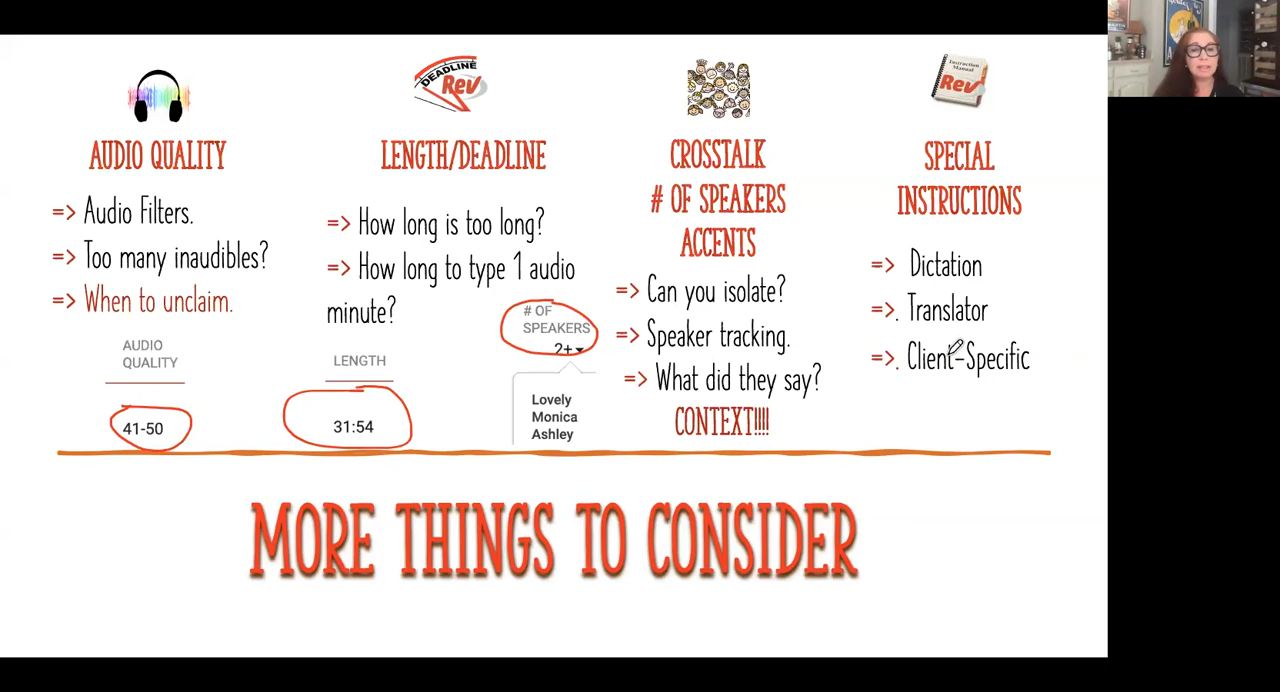 DEADLINE
Rev
Instruction
Manual
Rev
AUDIO QUALITY
=> Audio Filters.
=> Too many inaudibles?
=> When to unclaim.
AUDIO
QUALITY
41-50
LENGTH/DEADLINE
=> How long is too long?
=> How long to type 1 audio
minute?
LENGTH
31:54
# OF
SPEAKERS
2+
Lovely
Monica
Ashley
CROSSTALK
# OF SPEAKERS
ACCENTS
=> Can you isolate?
=> Speaker tracking.
=> What did they say?
CONTEXT!!!!
SPECIAL
INSTRUCTIONS
=> Dictation
=>. Translator
=>. Client-Specific
MORE THINGS TO CONSIDER